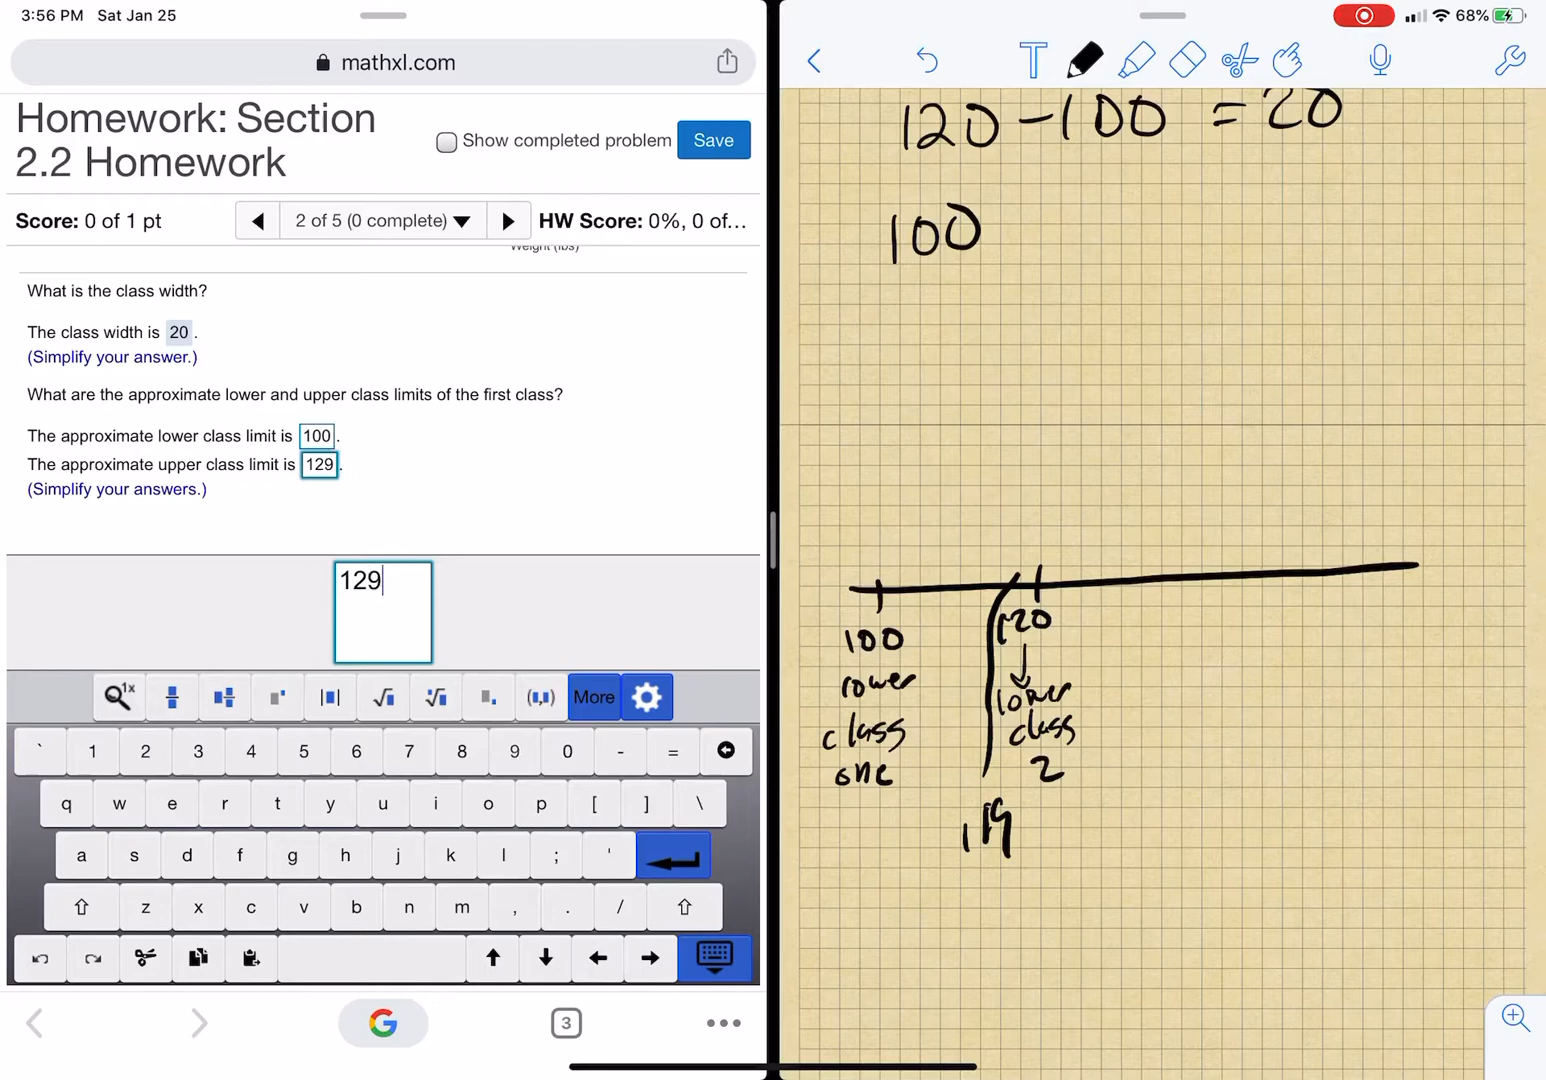 3:56 PM Sat Jan 25
68%
mathxl.com
Homework: Section
2.2 Homework
Show completed problem
Save
Score: 0 of 1 pt
2 of 5 (0 complete)
HW Score: 0%, 0 of...
Weight (lbs)
What is the class width?
The class width is 20.
(Simplify your answer.)
What are the approximate lower and upper class limits of the first class?
The approximate lower class limit is 100.
The approximate upper class limit is 129.
(Simplify your answers.)
129
1x
More
` 1 2 3 4 5 6 7 8 9 0 - =
q w e r t y u i o p [ ] \
a s d f g h j k l ; '
z x c v b n m , . /
G
3
T
120 - 100 = 20
100
100
lower
class
one
120
lower
class
2
119